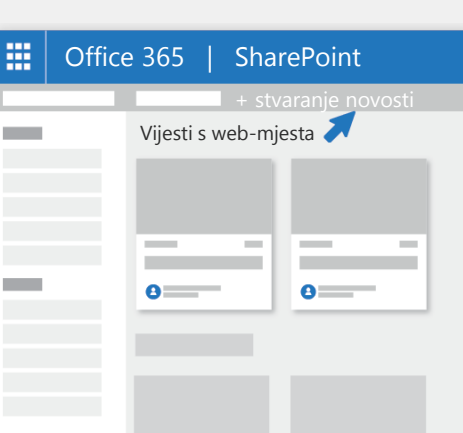 Office 365 | SharePoint
+ stvaranje novosti
Vijesti s web-mjesta